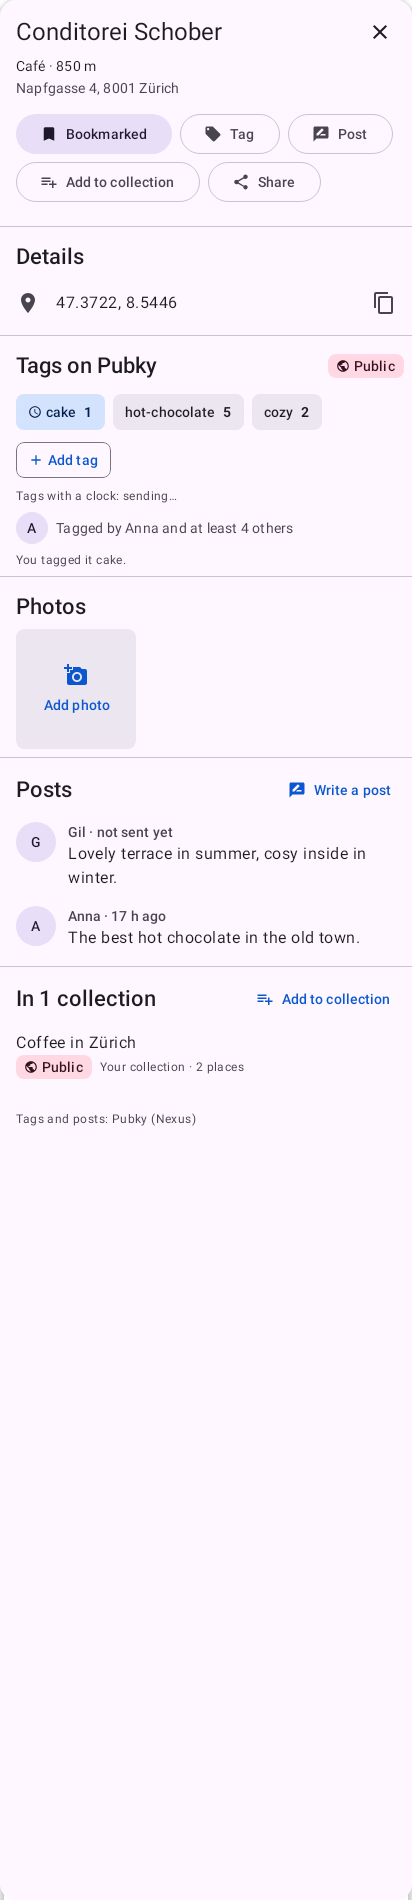 Conditorei Schober
Café · 850 m
Napfgasse 4, 8001 Zürich
Bookmarked
Tag
Post
Add to collection
Share
Details
47.3722, 8.5446
Tags on Pubky
Public
cake 1
hot-chocolate 5
cozy 2
Add tag
Tags with a clock: sending…
A
Tagged by Anna and at least 4 others
You tagged it cake.
Photos
Add photo
Posts
Write a post
G
Gil · not sent yet
Lovely terrace in summer, cosy inside in
winter.
A
Anna · 17 h ago
The best hot chocolate in the old town.
In 1 collection
Add to collection
Coffee in Zürich
Public
Your collection · 2 places
Tags and posts: Pubky (Nexus)